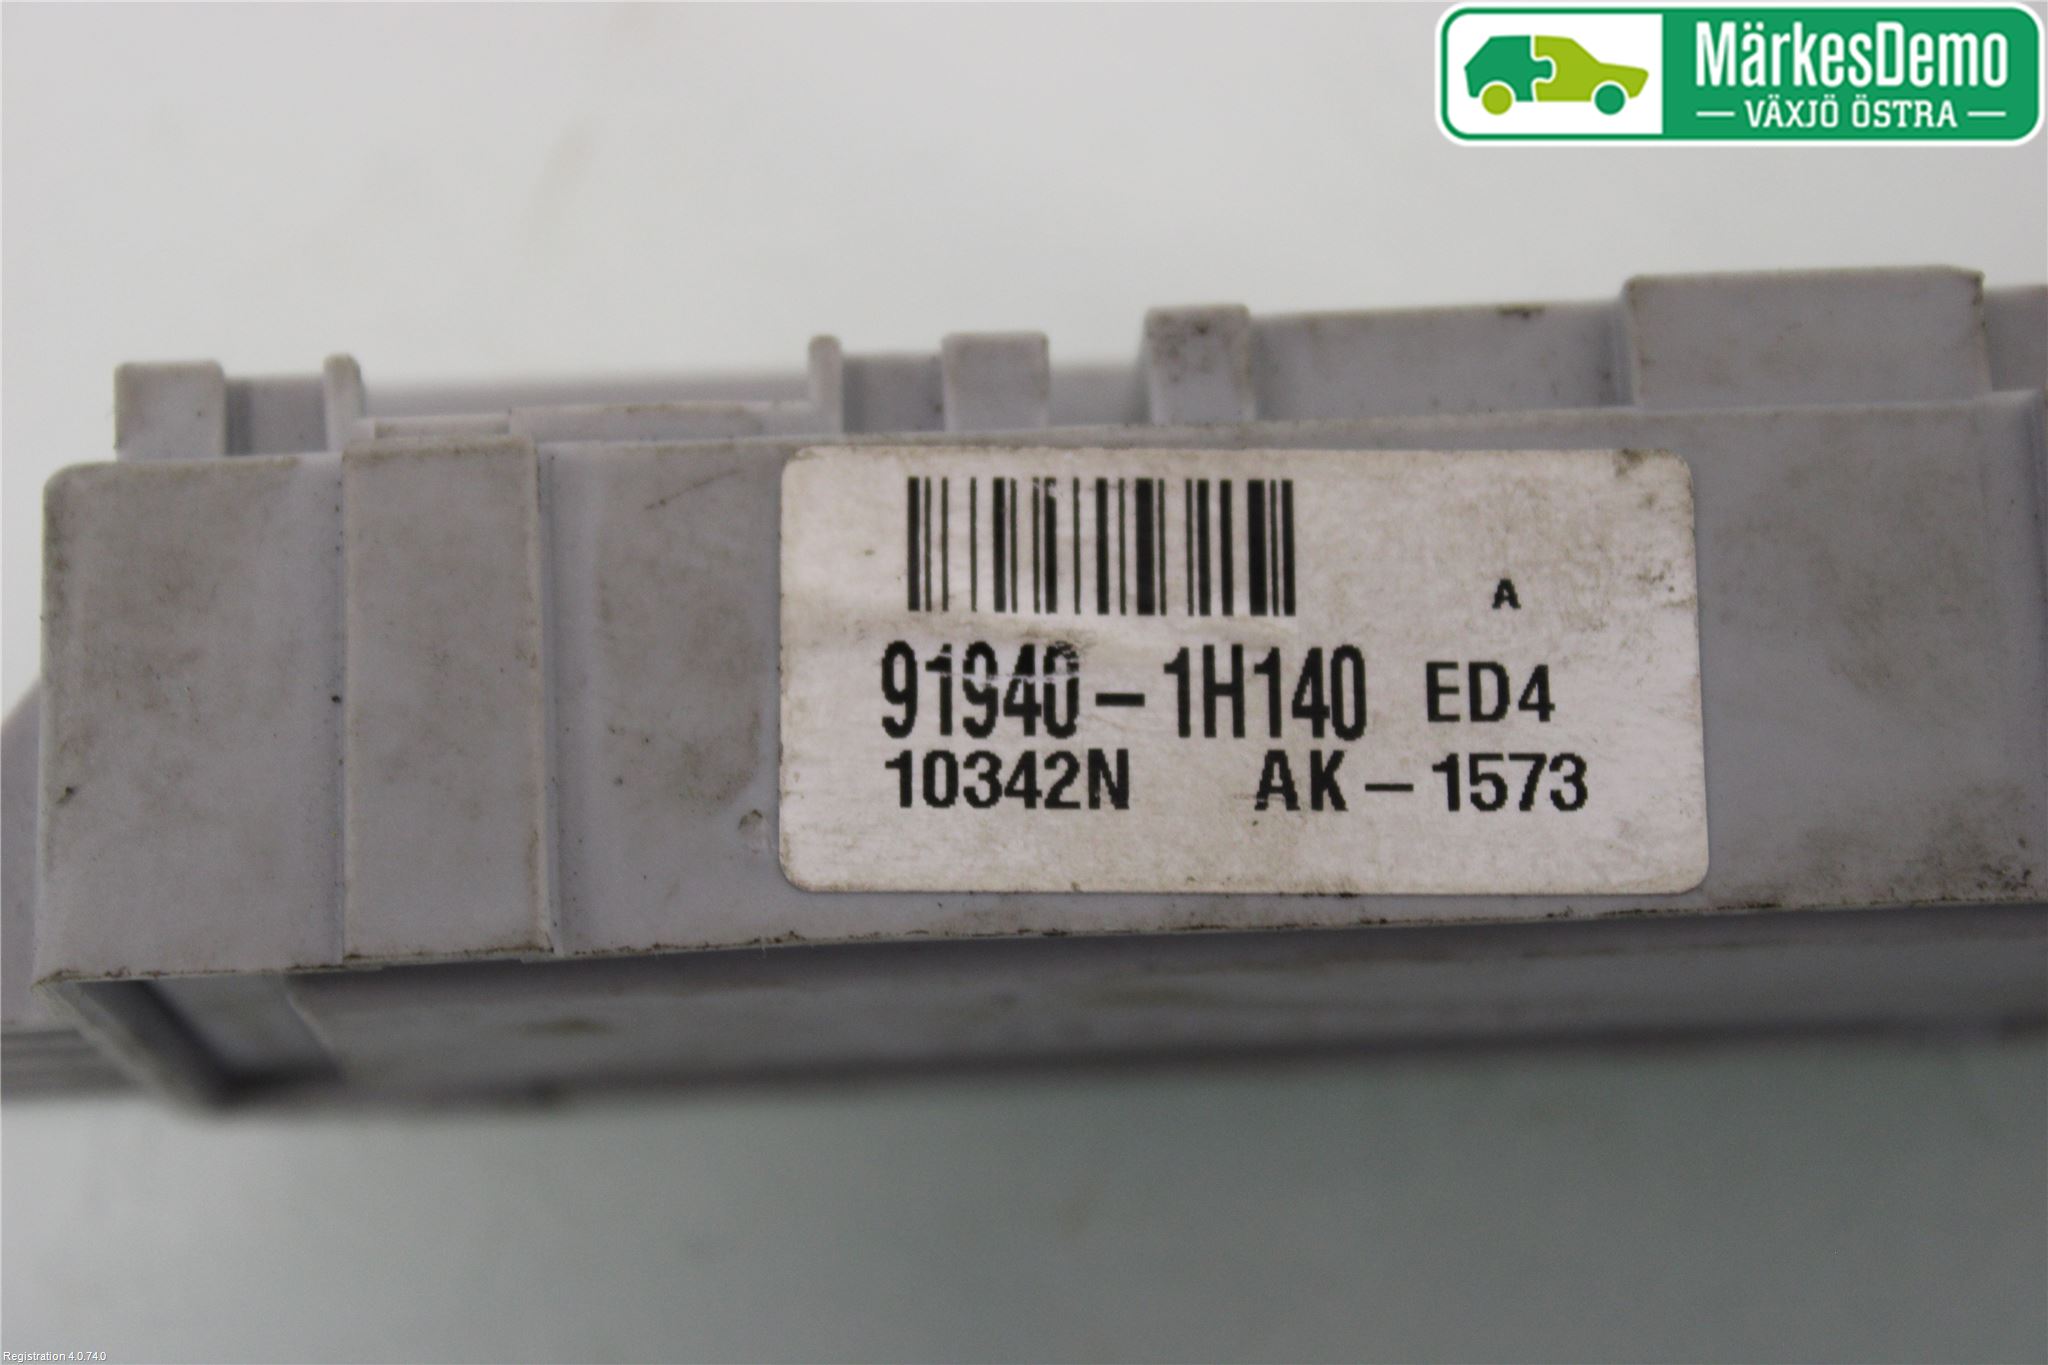 MärkesDemo
VÄXJÖ ÖSTRA
A
91940-1H140 ED4
10342N AK-1573
Registration 4.0.74.0